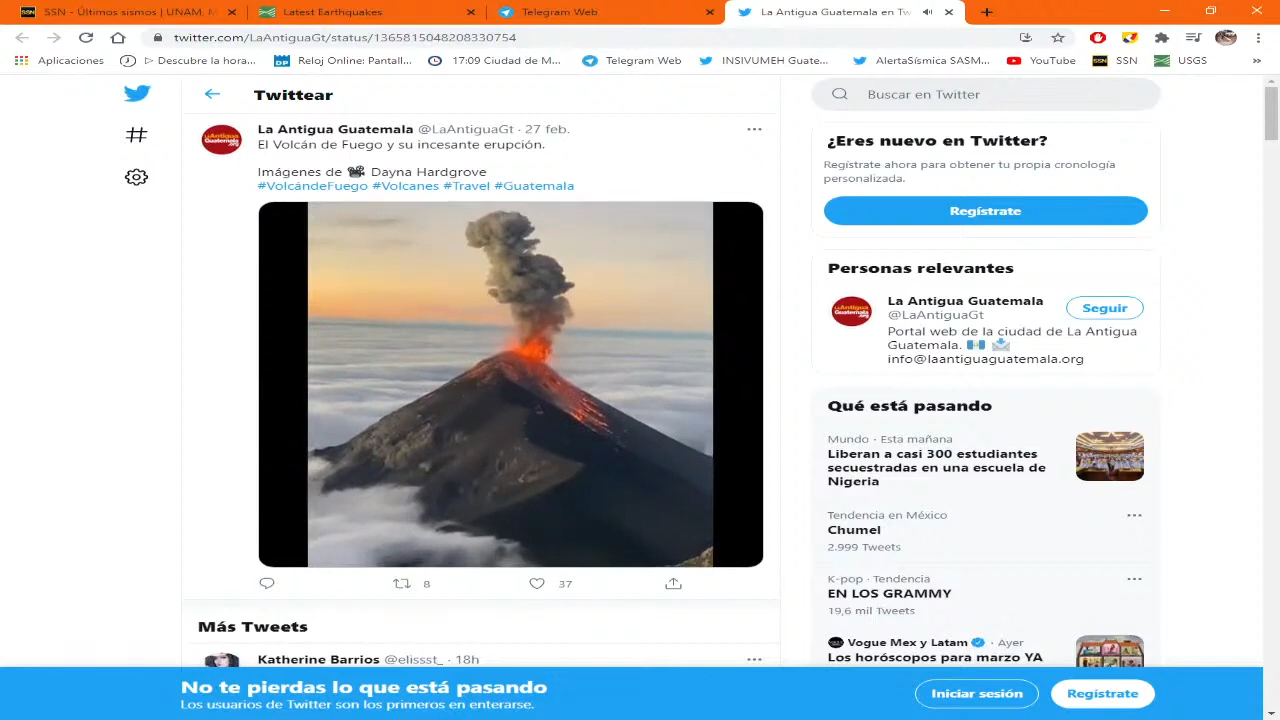 SSN - Últimos sismos | UNAM, M
Latest Earthquakes
Telegram Web
La Antigua Guatemala en Tw
twitter.com/LaAntiguaGt/status/1365815048208330754
Aplicaciones
Descubre la hora...
Reloj Online: Pantall...
17:09 Ciudad de M...
Telegram Web
INSIVUMEH Guate...
AlertaSísmica SASM...
YouTube
SSN
USGS
Twittear
La Antigua Guatemala @LaAntiguaGt · 27 feb.
El Volcán de Fuego y su incesante erupción.
Imágenes de 📽 Dayna Hardgrove
#VolcándeFuego #Volcanes #Travel #Guatemala
8
37
Más Tweets
Katherine Barrios @elissst_ · 18h
Buscar en Twitter
¿Eres nuevo en Twitter?
Regístrate ahora para obtener tu propia cronología
personalizada.
Regístrate
Personas relevantes
La Antigua Guatemala
@LaAntiguaGt
Seguir
Portal web de la ciudad de La Antigua
Guatemala. 🇬🇹 📩
info@laantiguaguatemala.org
Qué está pasando
Mundo · Esta mañana
Liberan a casi 300 estudiantes
secuestradas en una escuela de
Nigeria
Tendencia en México
Chumel
2.999 Tweets
K-pop · Tendencia
EN LOS GRAMMY
19,6 mil Tweets
Vogue Mex y Latam · Ayer
Los horóscopos para marzo YA
No te pierdas lo que está pasando
Los usuarios de Twitter son los primeros en enterarse.
Iniciar sesión
Regístrate